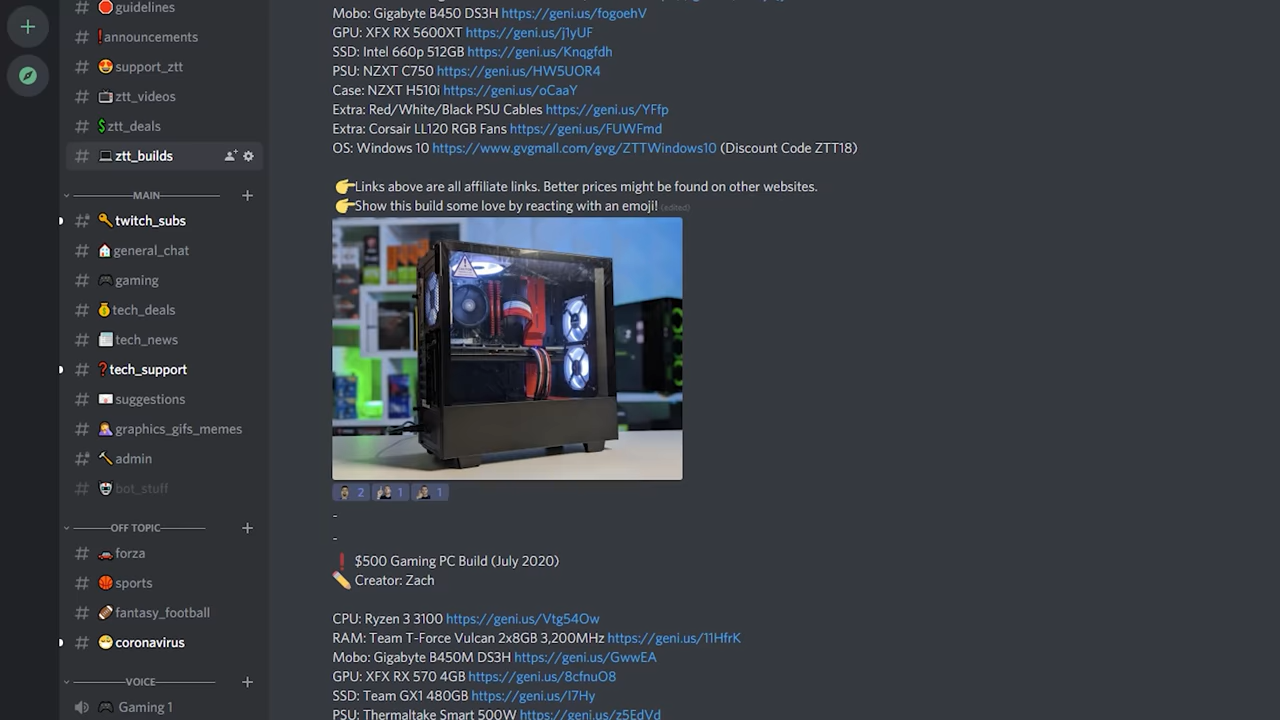 guidelines
announcements
support_ztt
ztt_videos
ztt_deals
ztt_builds
MAIN
twitch_subs
general_chat
gaming
tech_deals
tech_news
tech_support
suggestions
graphics_gifs_memes
admin
bot_stuff
OFF TOPIC
forza
sports
fantasy_football
coronavirus
VOICE
Gaming 1
Mobo: Gigabyte B450 DS3H https://geni.us/fogoehV
GPU: XFX RX 5600XT https://geni.us/j1yUF
SSD: Intel 660p 512GB https://geni.us/Knqgfdh
PSU: NZXT C750 https://geni.us/HW5UOR4
Case: NZXT H510i https://geni.us/oCaaY
Extra: Red/White/Black PSU Cables https://geni.us/YFfp
Extra: Corsair LL120 RGB Fans https://geni.us/FUWFmd
OS: Windows 10 https://www.gvgmall.com/gvg/ZTTWindows10 (Discount Code ZTT18)
👉Links above are all affiliate links. Better prices might be found on other websites.
👉Show this build some love by reacting with an emoji! (edited)
2 1 1
-
-
❗ $500 Gaming PC Build (July 2020)
✏️ Creator: Zach
CPU: Ryzen 3 3100 https://geni.us/Vtg54Ow
RAM: Team T-Force Vulcan 2x8GB 3,200MHz https://geni.us/11HfrK
Mobo: Gigabyte B450M DS3H https://geni.us/GwwEA
GPU: XFX RX 570 4GB https://geni.us/8cfnuO8
SSD: Team GX1 480GB https://geni.us/I7Hy
PSU: Thermaltake Smart 500W https://geni.us/z5EdVd